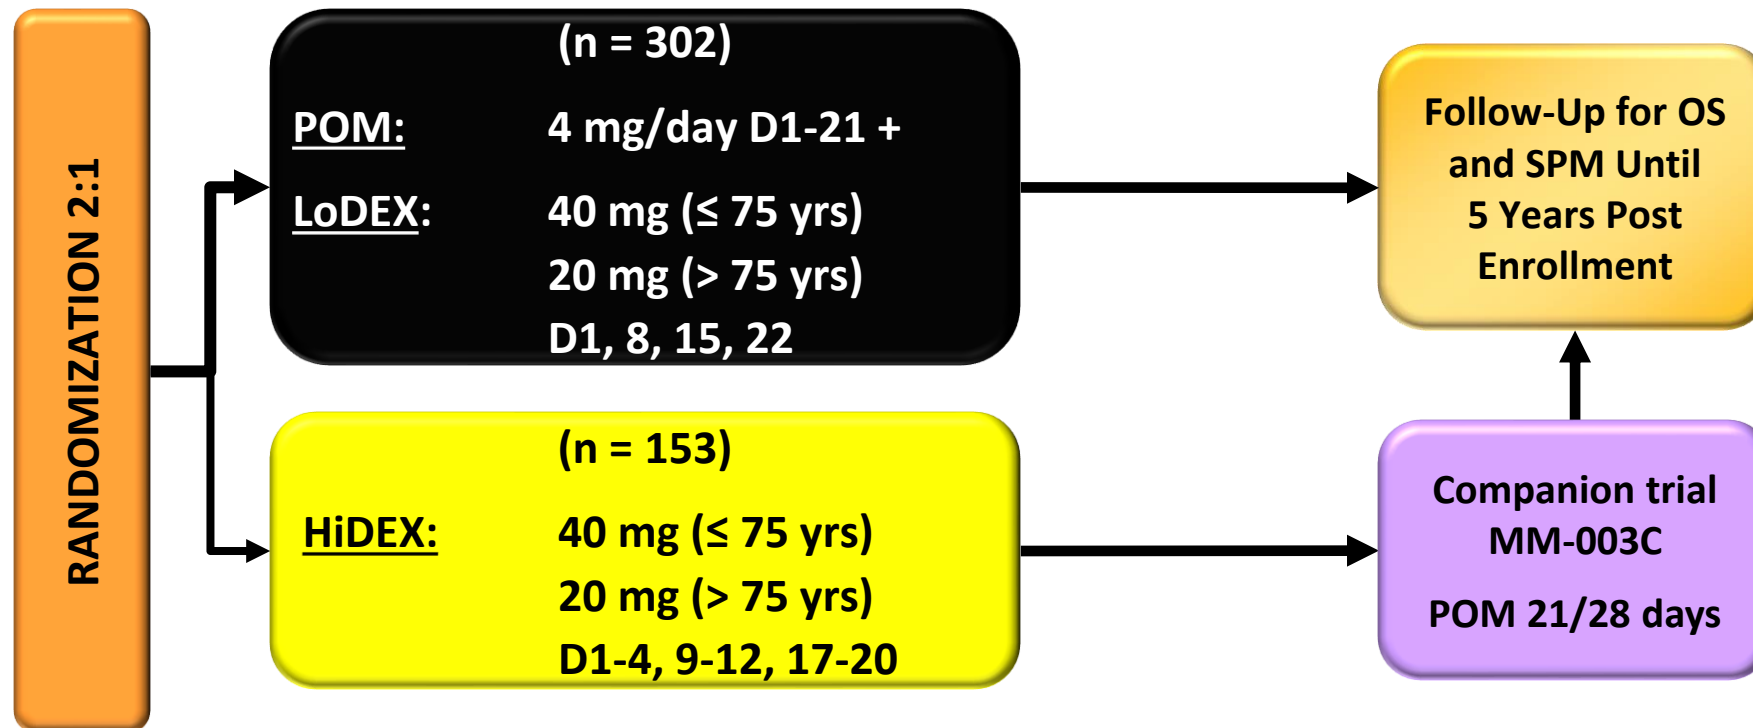 RANDOMIZATION 2:1
(n = 302)
POM: 4 mg/day D1-21 +
LoDEX: 40 mg (≤ 75 yrs)
20 mg (> 75 yrs)
D1, 8, 15, 22
(n = 153)
HiDEX: 40 mg (≤ 75 yrs)
20 mg (> 75 yrs)
D1-4, 9-12, 17-20
Follow-Up for OS
and SPM Until
5 Years Post
Enrollment
Companion trial
MM-003C
POM 21/28 days